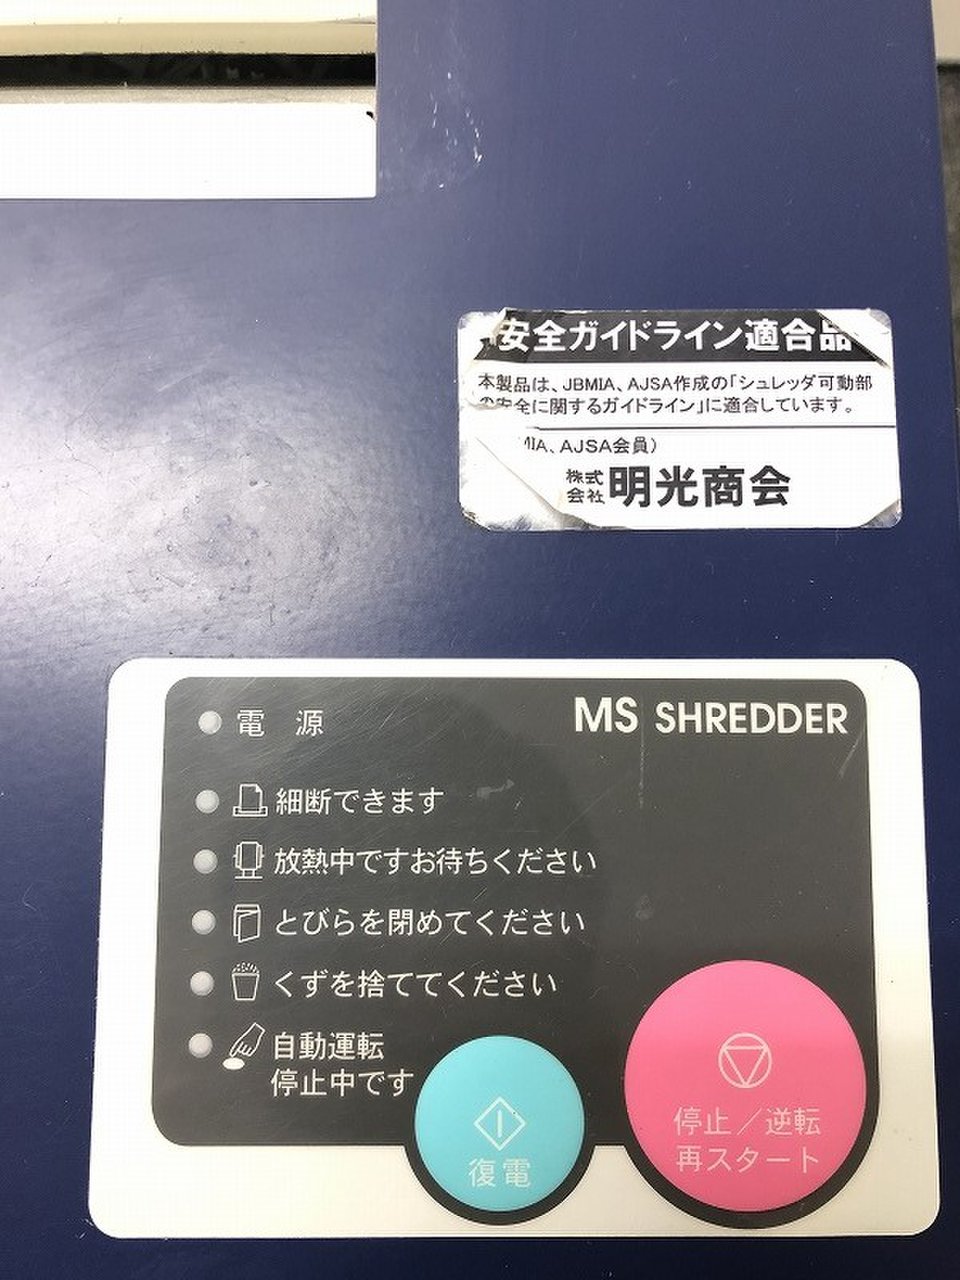 安全ガイドライン適合品
本製品は、JBMIA、AJSA作成の「シュレッダ可動部
の安全に関するガイドライン」に適合しています。
MIA、AJSA会員）
株式会社 明光商会
電 源
MS SHREDDER
細断できます
放熱中ですお待ちください
とびらを閉めてください
くずを捨ててください
自動運転
停止中です
復電
停止／逆転
再スタート